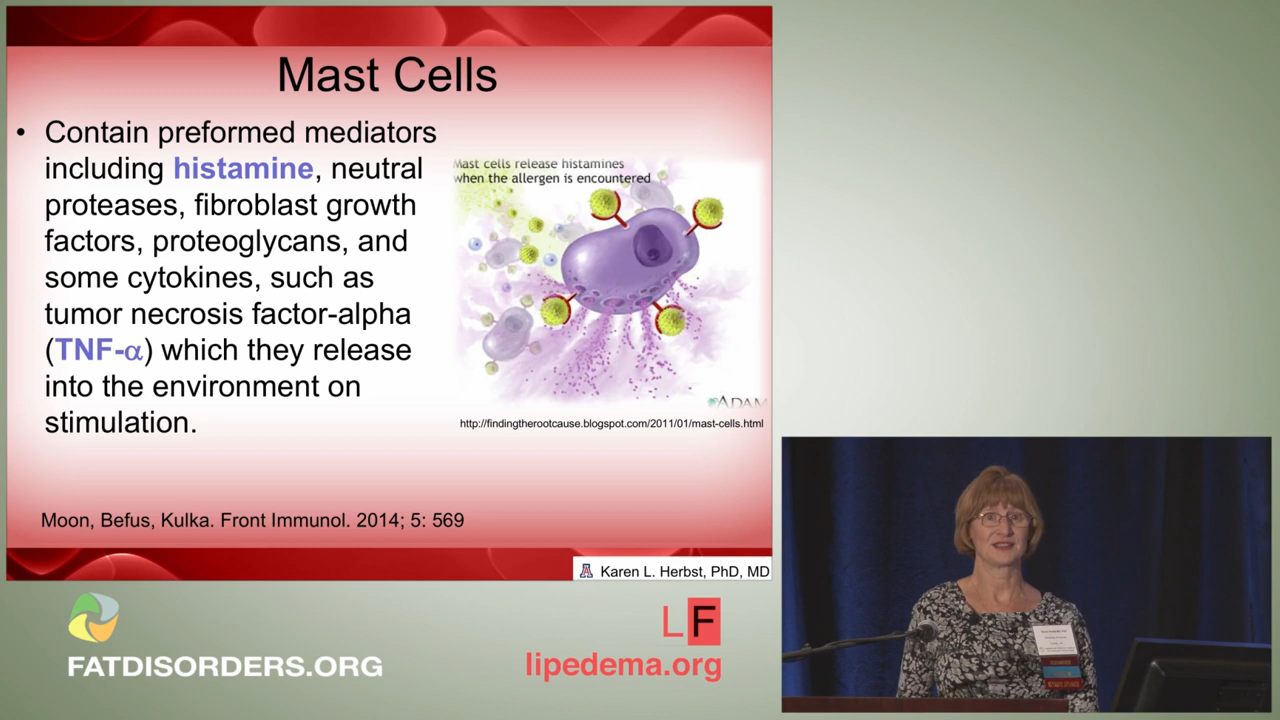 Mast Cells
• Contain preformed mediators
including histamine, neutral
proteases, fibroblast growth
factors, proteoglycans, and
some cytokines, such as
tumor necrosis factor-alpha
(TNF-α) which they release
into the environment on
stimulation.
Mast cells release histamines
when the allergen is encountered
ADAM
http://findingtherootcause.blogspot.com/2011/01/mast-cells.html
Moon, Befus, Kulka. Front Immunol. 2014; 5: 569
A Karen L. Herbst, PhD, MD
FATDISORDERS.ORG
LF
lipedema.org